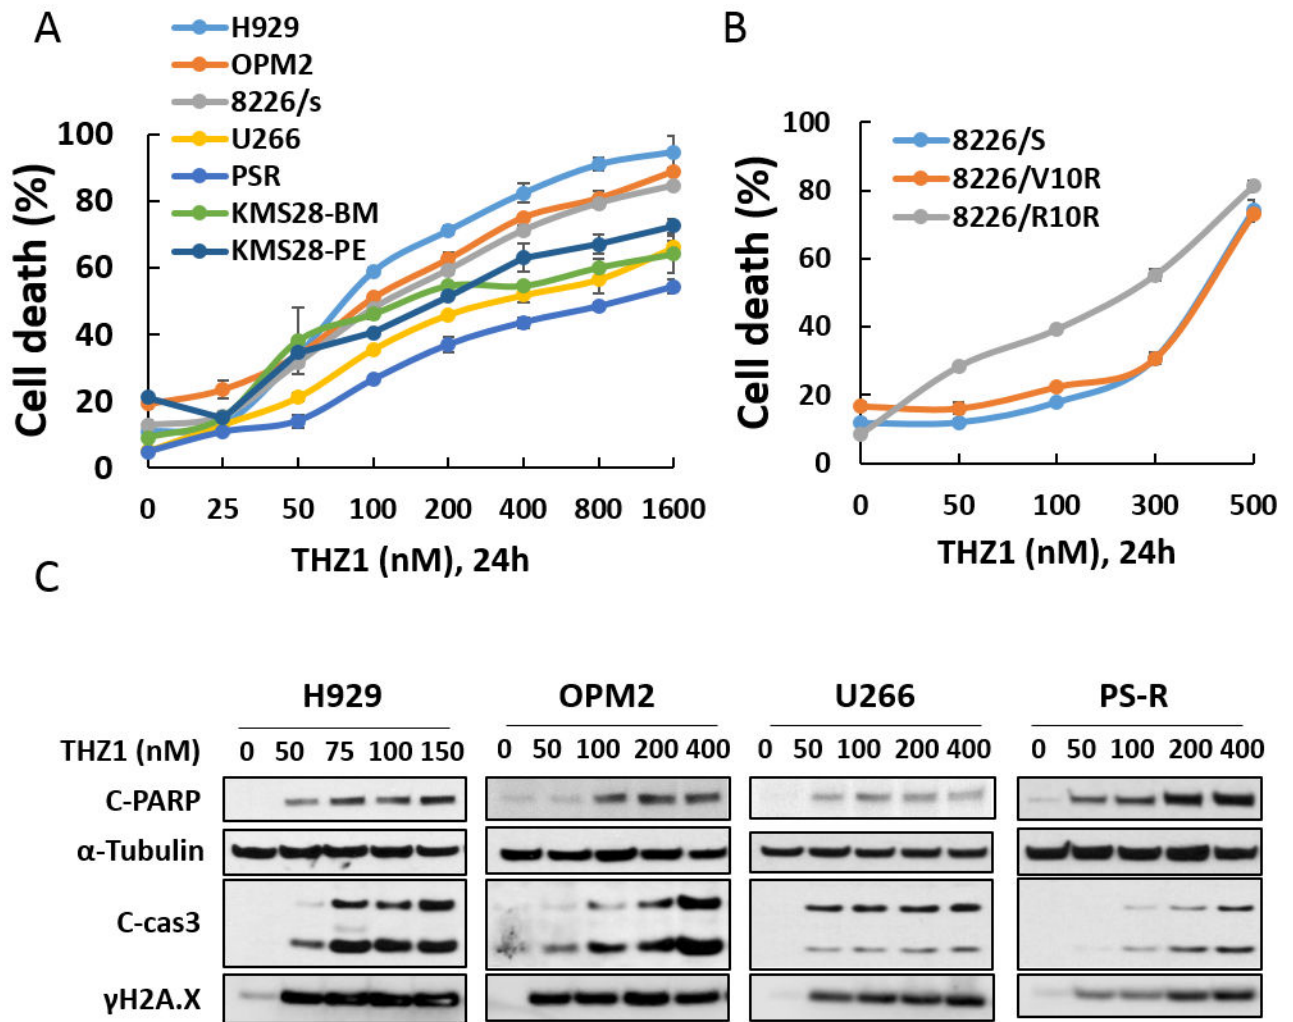 A
H929
OPM2
8226/s
U266
PSR
KMS28-BM
KMS28-PE
100
80
60
40
20
0
Cell death (%)
0 25 50 100 200 400 800 1600
THZ1 (nM), 24h
B
8226/S
8226/V10R
8226/R10R
100
80
60
40
20
0
Cell death (%)
0 50 100 300 500
THZ1 (nM), 24h
C
H929 OPM2 U266 PS-R
THZ1 (nM) 0 50 75 100 150 0 50 100 200 400 0 50 100 200 400 0 50 100 200 400
C-PARP
α-Tubulin
C-cas3
γH2A.X